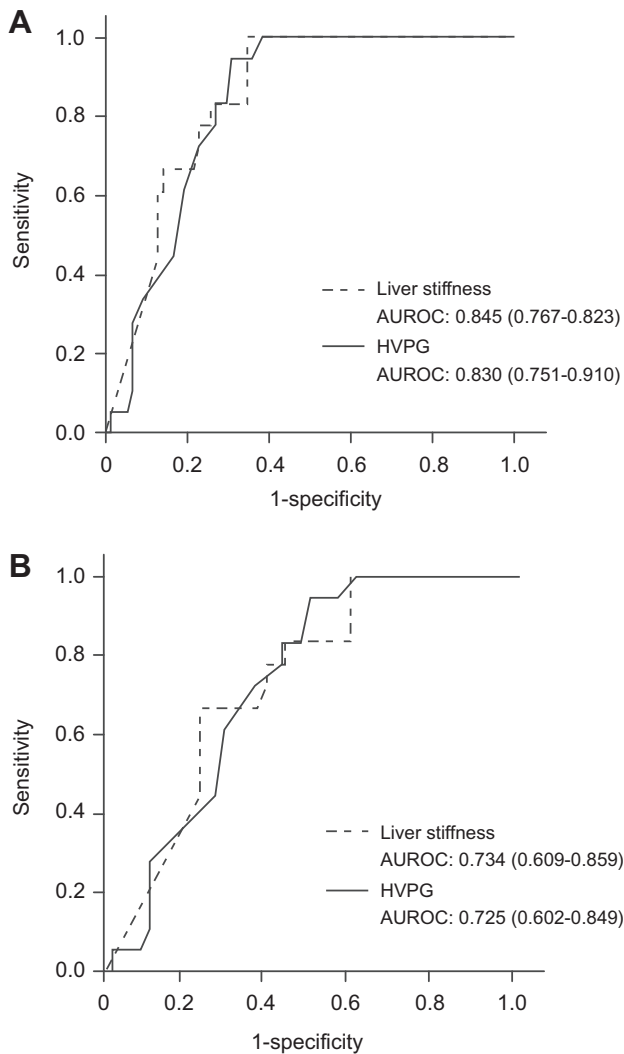 A
1.0
0.8
0.6
0.4
0.2
0.0
Sensitivity
Liver stiffness
AUROC: 0.845 (0.767-0.823)
HVPG
AUROC: 0.830 (0.751-0.910)
0 0.2 0.4 0.6 0.8 1.0
1-specificity
B
1.0
0.8
0.6
0.4
0.2
0.0
Sensitivity
Liver stiffness
AUROC: 0.734 (0.609-0.859)
HVPG
AUROC: 0.725 (0.602-0.849)
0 0.2 0.4 0.6 0.8 1.0
1-specificity